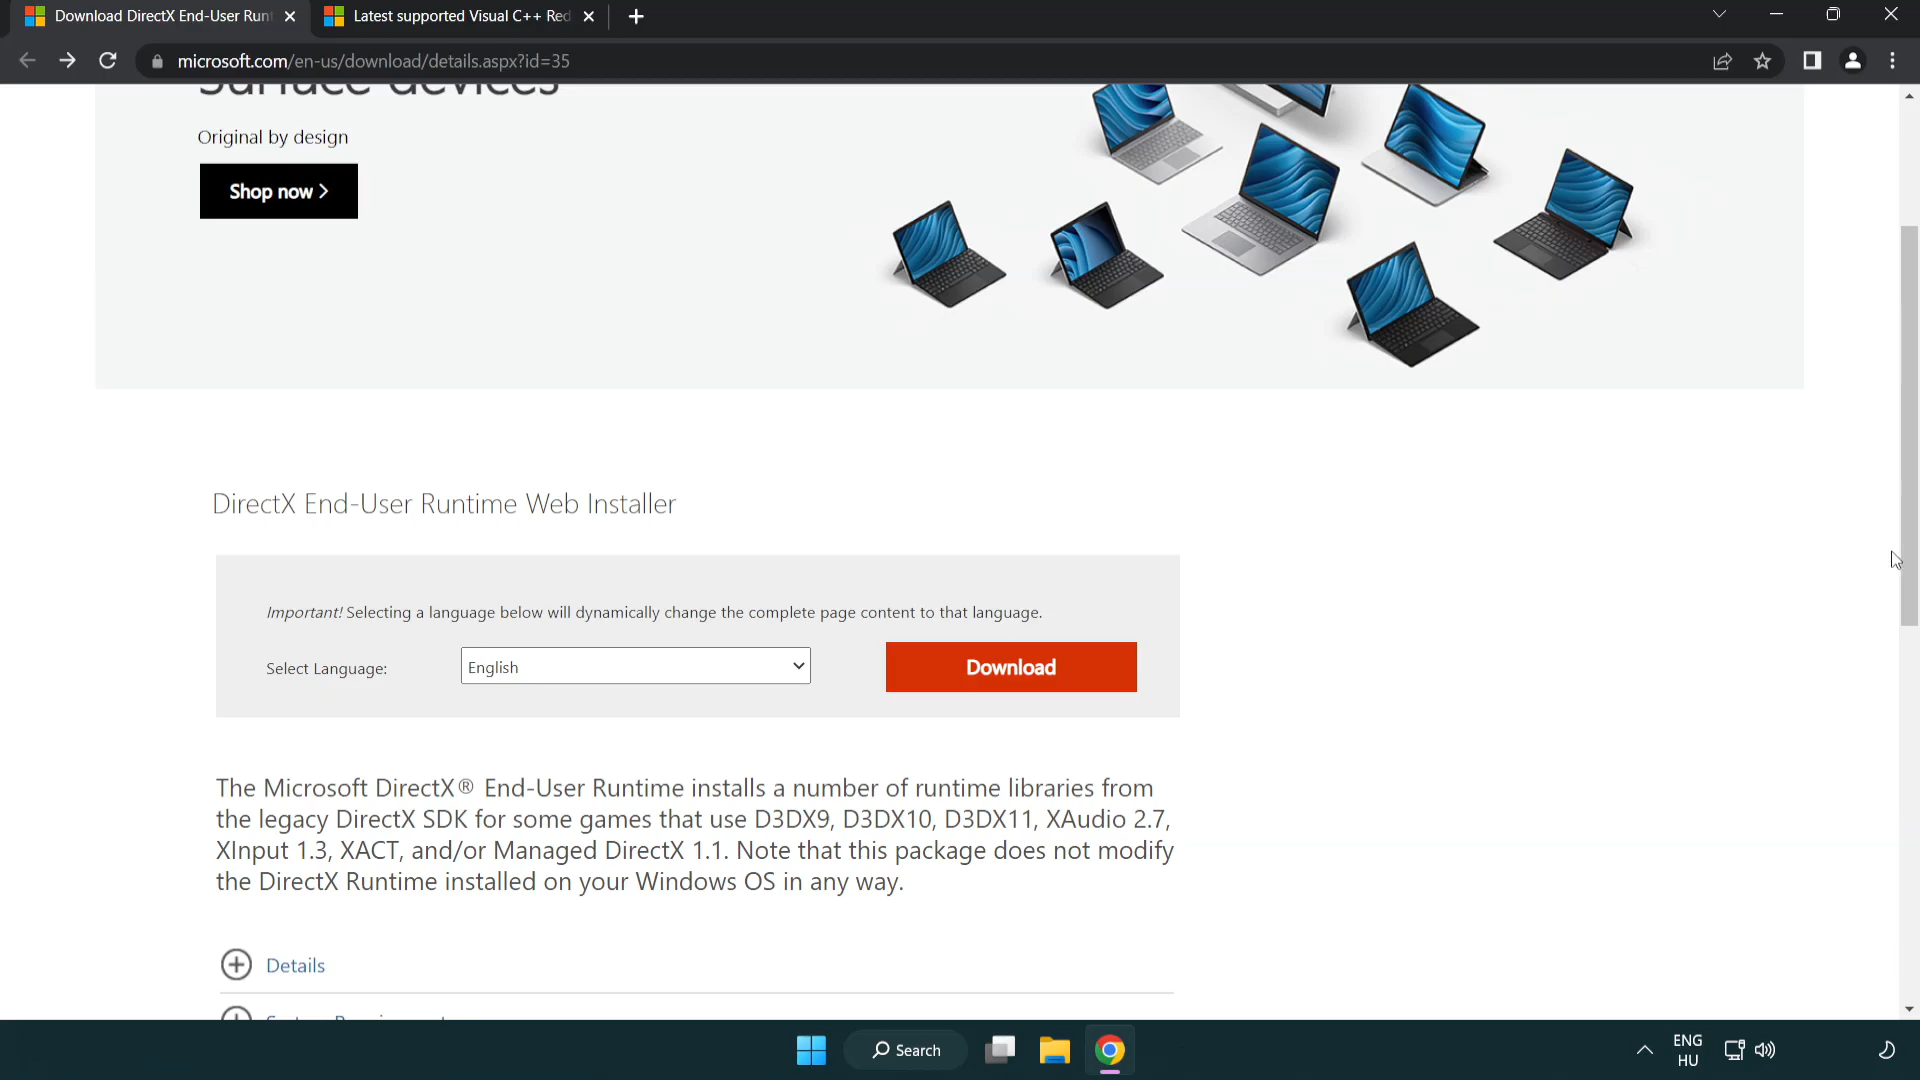 Download DirectX End-User Runt
Latest supported Visual C++ Red
microsoft.com/en-us/download/details.aspx?id=35
Surface devices
Original by design
Shop now
DirectX End-User Runtime Web Installer
Important! Selecting a language below will dynamically change the complete page content to that language.
Select Language:
English
Download
The Microsoft DirectX® End-User Runtime installs a number of runtime libraries from
the legacy DirectX SDK for some games that use D3DX9, D3DX10, D3DX11, XAudio 2.7,
XInput 1.3, XACT, and/or Managed DirectX 1.1. Note that this package does not modify
the DirectX Runtime installed on your Windows OS in any way.
Details
Search
ENG
HU